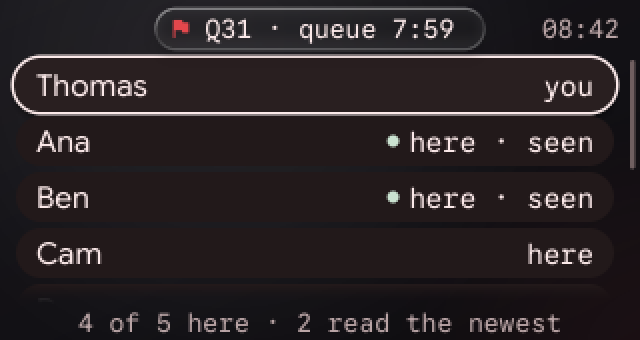 Q31 · queue 7:59
08:42
Thomas you
Ana here · seen
Ben here · seen
Cam here
4 of 5 here · 2 read the newest